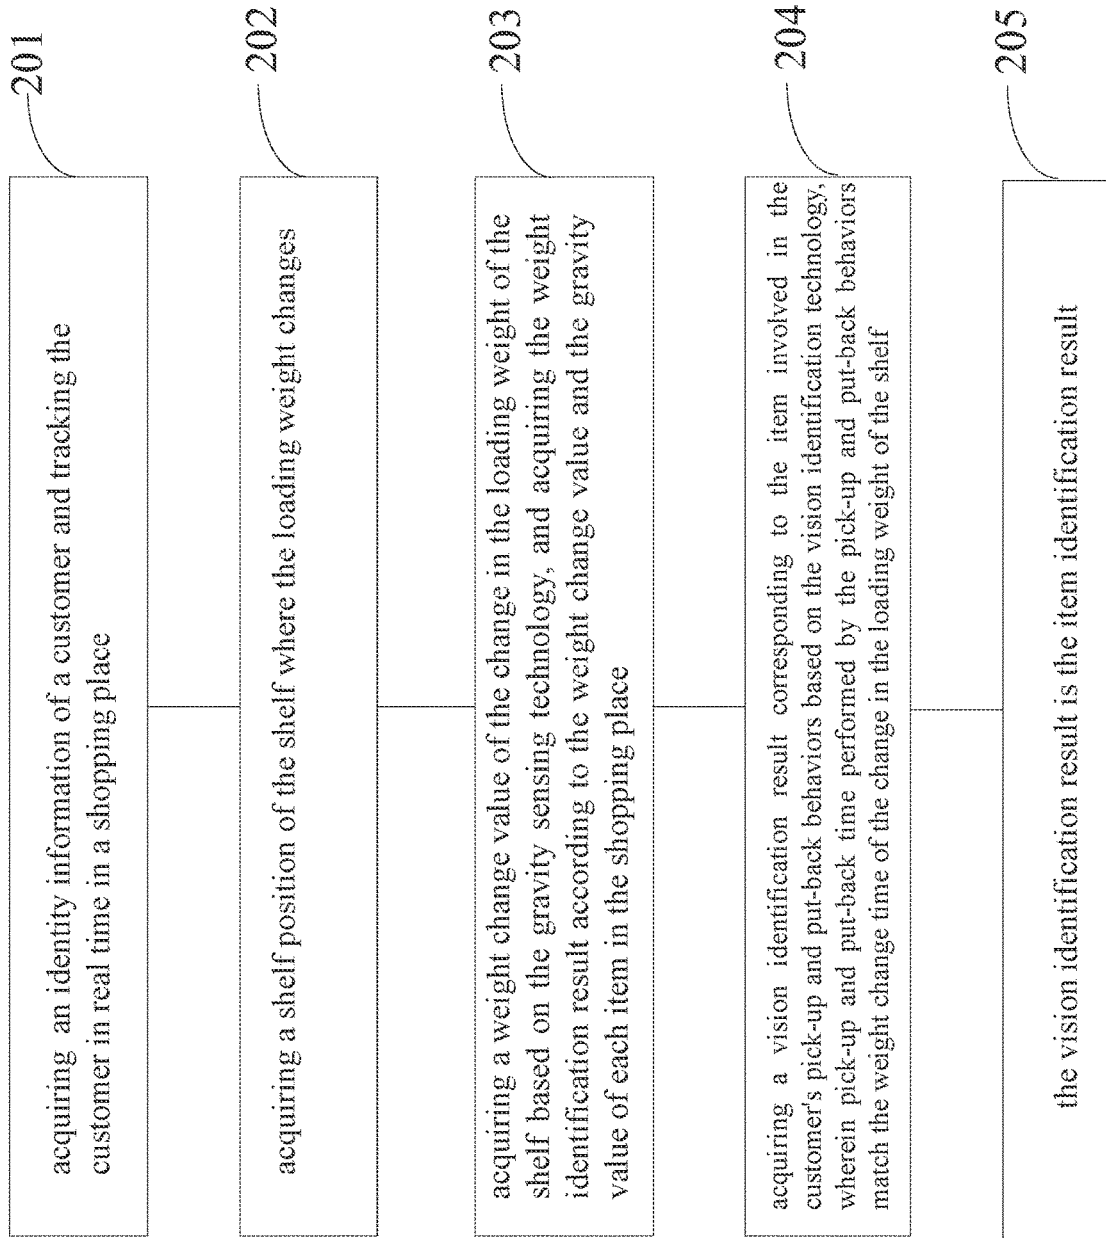 201
acquiring an identity information of a customer and tracking the
customer in real time in a shopping place
202
acquiring a shelf position of the shelf where the loading weight changes
203
acquiring a weight change value of the change in the loading weight of the
shelf based on the gravity sensing technology, and acquiring the weight
identification result according to the weight change value and the gravity
value of each item in the shopping place
204
acquiring a vision identification result corresponding to the item involved in the
customer's pick-up and put-back behaviors based on the vision identification technology,
wherein pick-up and put-back time performed by the pick-up and put-back behaviors
match the weight change time of the change in the loading weight of the shelf
205
the vision identification result is the item identification result